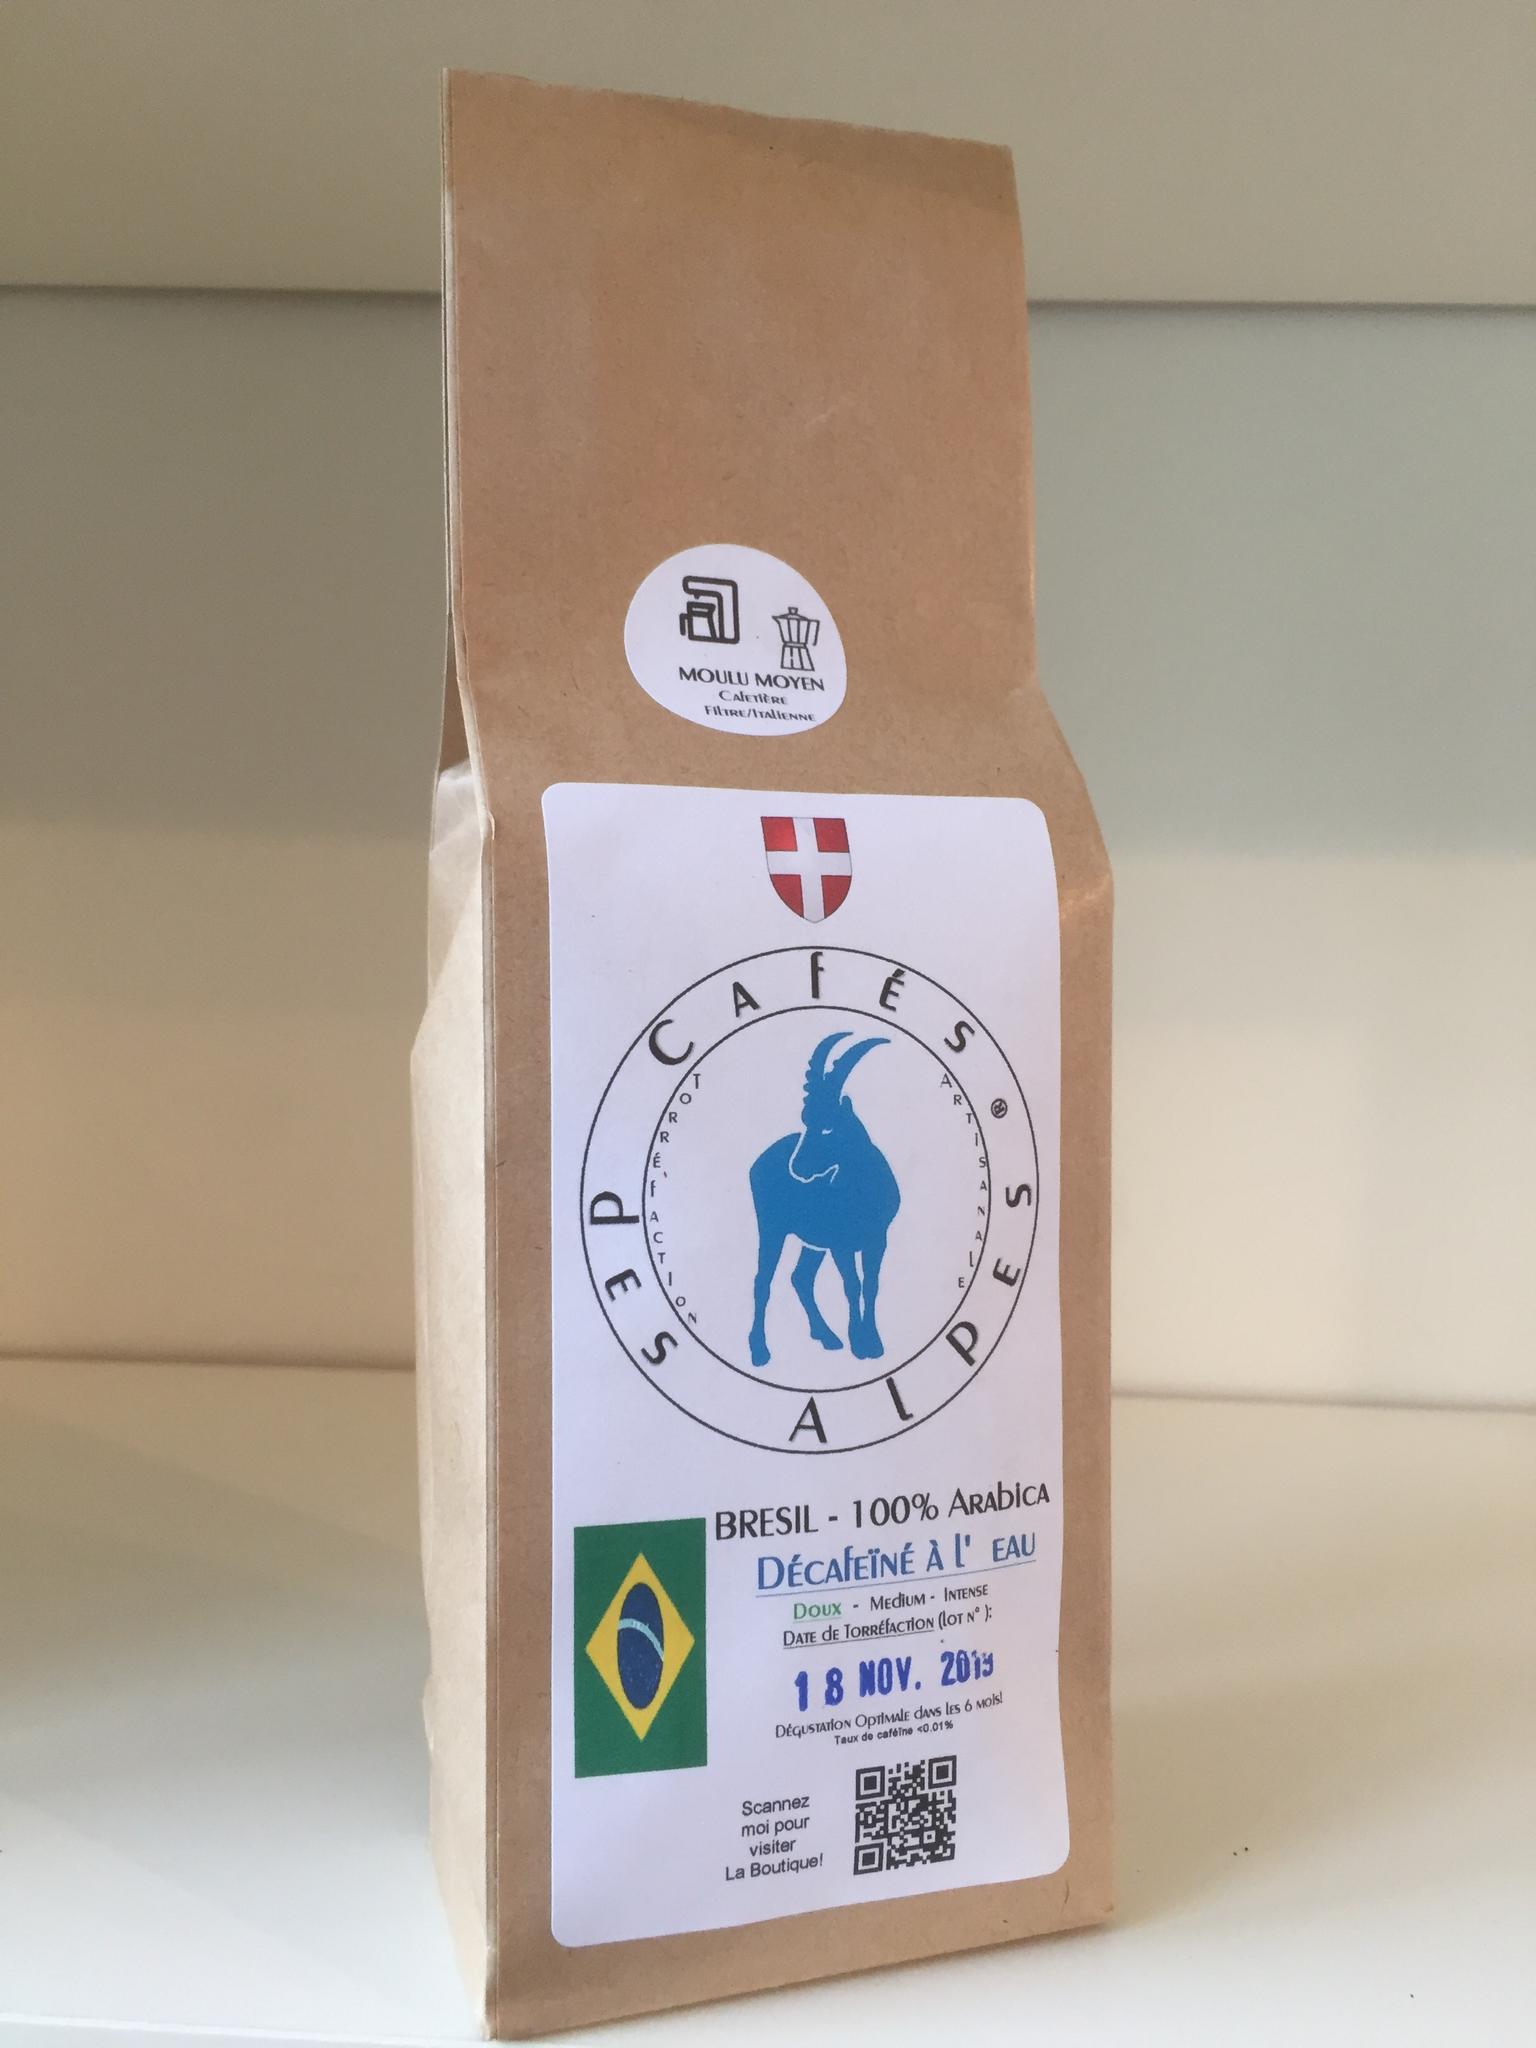 MOULU MOYEN
Cafetière
Filtre/Italienne
Cafés® des Alpes
Torréfaction Artisanale
BRESIL - 100% Arabica
Décafeïné à l' eau
Doux - Medium - Intense
Date de Torréfaction (lot n° ):
18 NOV. 2019
Dégustation Optimale dans les 6 mois!
Taux de caféine <0.01%
Scannez
moi pour
visiter
La Boutique!